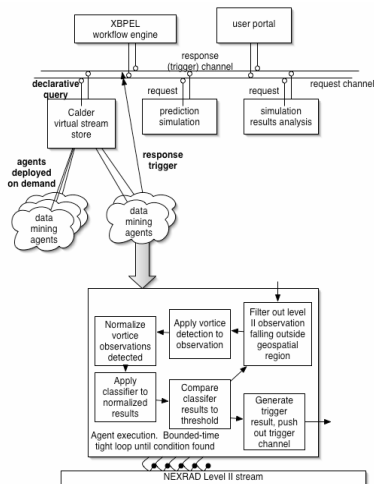 XBPEL
workflow engine
user portal
response
(trigger) channel
request channel
declarative
query
request
request
Calder
virtual stream
store
prediction
simulation
simulation
results analysis
agents
deployed
on demand
response
trigger
data
mining
agents
data
mining
agents
Normalize
vortice
observations
detected
Apply vortice
detection to
observation
Filter out level
II observation
falling outside
geospatial
region
Apply
classifier to
normalized
results
Compare
classifer
results to
threshold
Generate
trigger
result, push
out trigger
channel
Agent execution. Bounded-time
tight loop until condition found
NEXRAD Level II stream